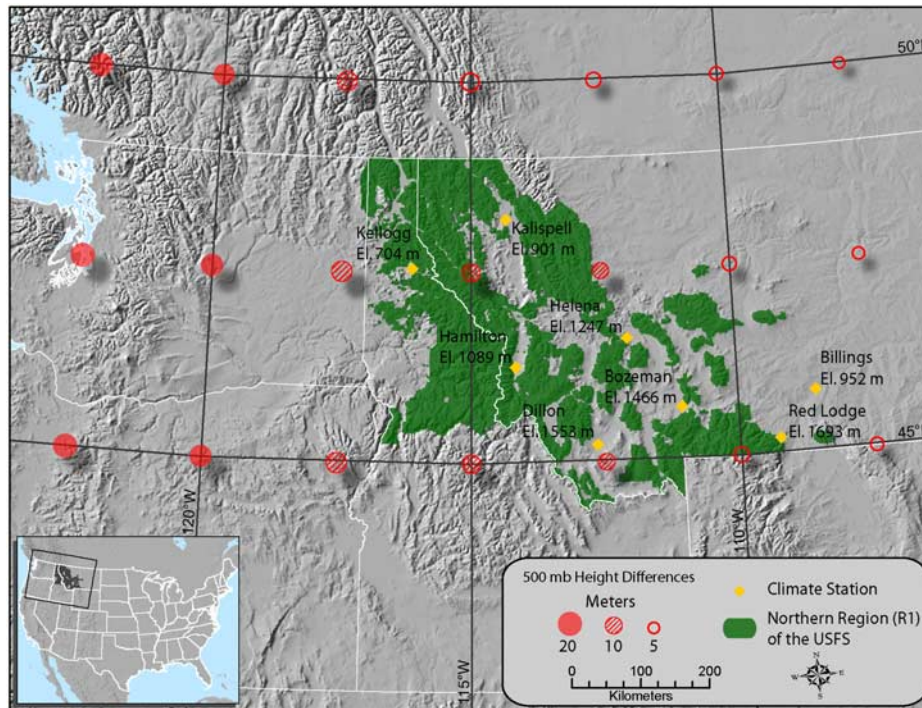 50°N
Kalispell
El. 901 m
Kellogg
El. 704 m
Helena
El. 1247 m
Hamilton
El. 1089 m
Billings
El. 952 m
Bozeman
El. 1466 m
Red Lodge
El. 1693 m
Dillon
El. 1553 m
45°N
120°W
110°W
115°W
500 mb Height Differences
Meters
20
10
5
Climate Station
Northern Region (R1)
of the USFS
0
100
200
Kilometers
N
W
E
S